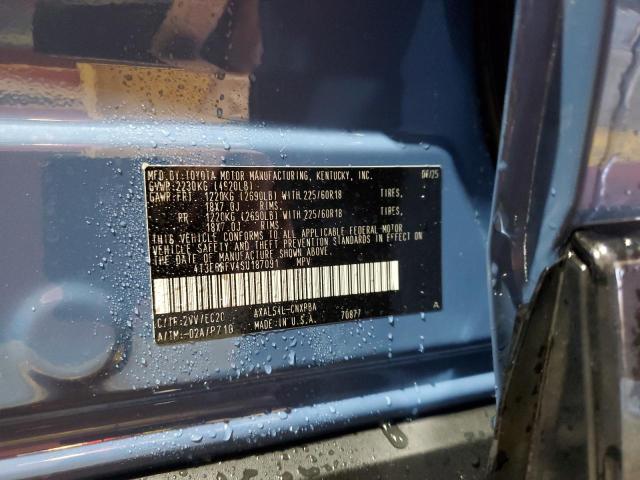 MFD.BY:TOYOTA MOTOR MANUFACTURING, KENTUCKY, INC. 04/25
GVWR:2230KG (4920LB)
GAWR:FRT. 1220KG (2690LB) WITH 225/60R18 TIRES,
18X7.0J RIMS
RR. 1220KG (2690LB) WITH 225/60R18 TIRES,
18X7.0J RIMS
THIS VEHICLE CONFORMS TO ALL APPLICABLE FEDERAL MOTOR
VEHICLE SAFETY AND THEFT PREVENTION STANDARDS IN EFFECT ON
THE DATE OF MANUFACTURE SHOWN ABOVE.
MPV
C/TR:2VV/EC20 AXAL54L-CNXPBA
A/TM:-02A/P710 MADE IN U.S.A. 70877 A